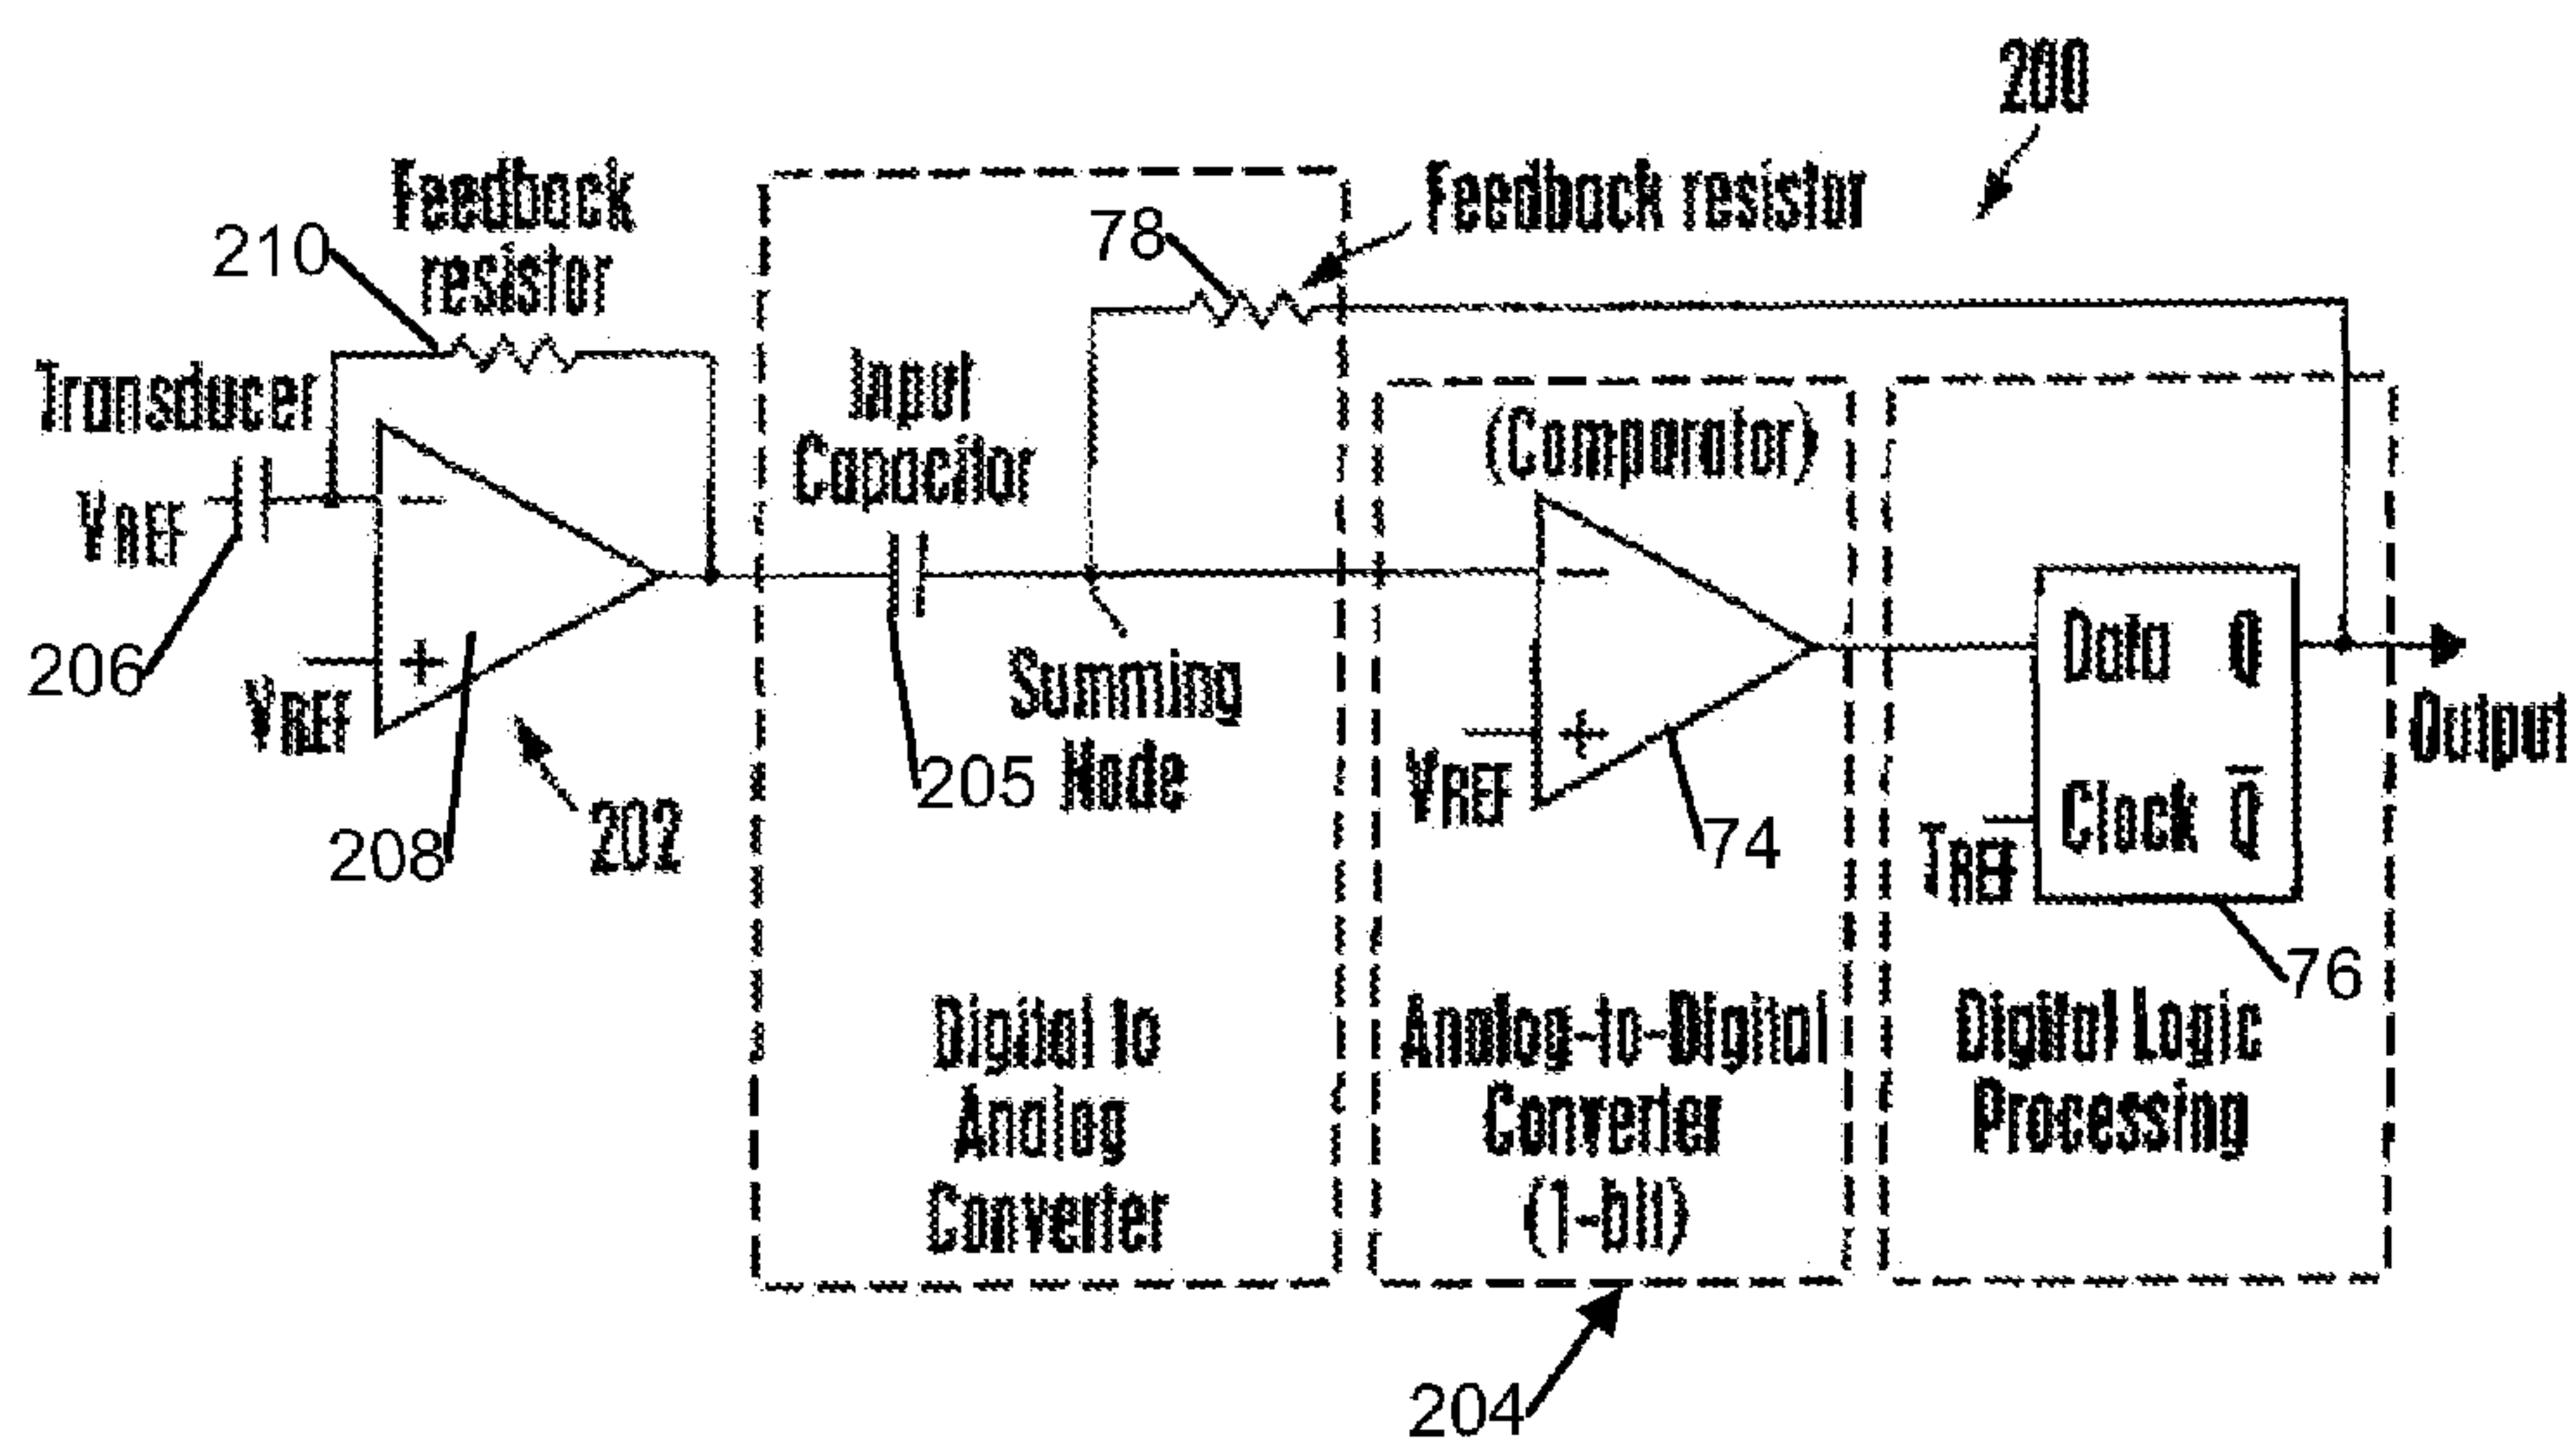 200
Feedback
resistor
210
78
Feedback resistor
Transducer
VREF
206
Input
Capacitor
(Comparator)
−
+
VREF
208
202
205
Summing
Node
−
+
VREF
74
Data Q
Clock Q̅
TREF
76
Output
Digital to
Analog
Converter
Analog-to-Digital
Converter
(1-bit)
Digital Logic
Processing
204